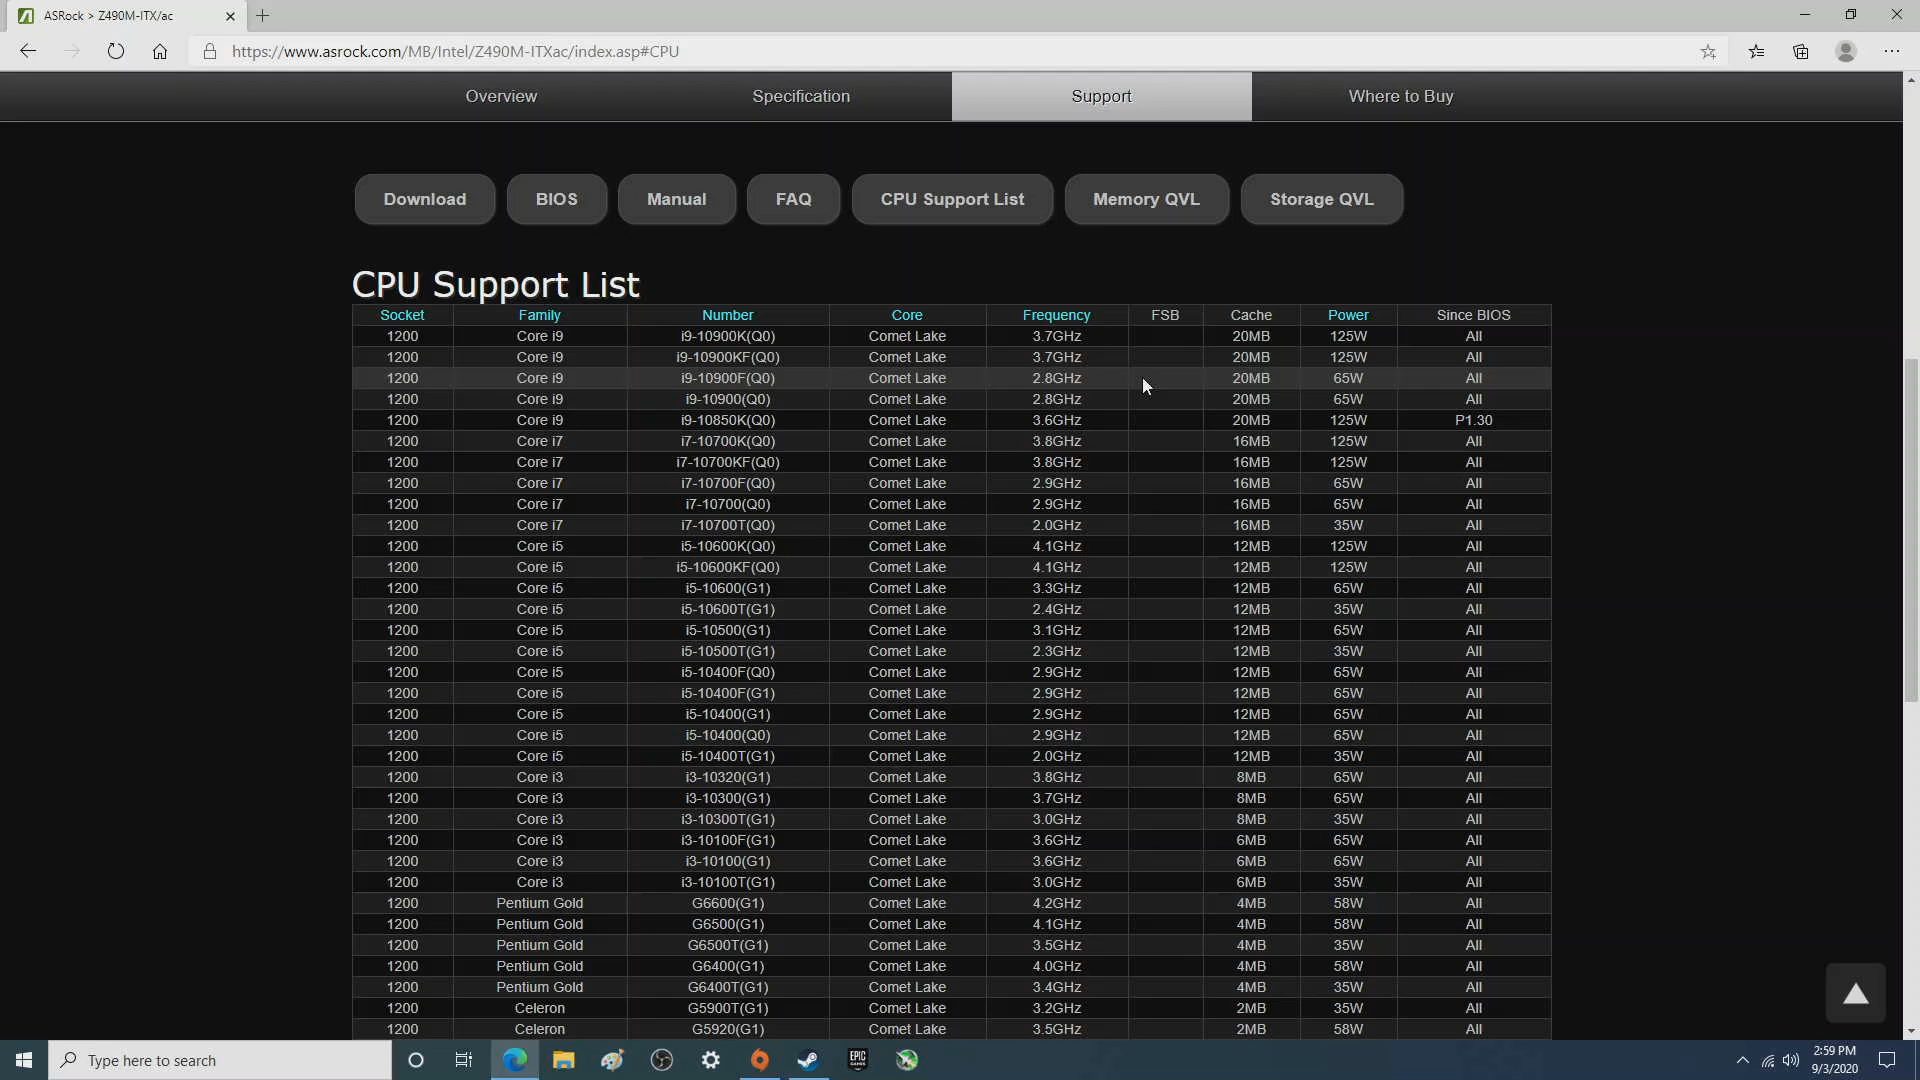 ASRock > Z490M-ITX/ac
https://www.asrock.com/MB/Intel/Z490M-ITXac/index.asp#CPU
Overview Specification Support Where to Buy
Download BIOS Manual FAQ CPU Support List Memory QVL Storage QVL
CPU Support List
Socket Family Number Core Frequency FSB Cache Power Since BIOS
1200 Core i9 i9-10900K(Q0) Comet Lake 3.7GHz 20MB 125W All
1200 Core i9 i9-10900KF(Q0) Comet Lake 3.7GHz 20MB 125W All
1200 Core i9 i9-10900F(Q0) Comet Lake 2.8GHz 20MB 65W All
1200 Core i9 i9-10900(Q0) Comet Lake 2.8GHz 20MB 65W All
1200 Core i9 i9-10850K(Q0) Comet Lake 3.6GHz 20MB 125W P1.30
1200 Core i7 i7-10700K(Q0) Comet Lake 3.8GHz 16MB 125W All
1200 Core i7 i7-10700KF(Q0) Comet Lake 3.8GHz 16MB 125W All
1200 Core i7 i7-10700F(Q0) Comet Lake 2.9GHz 16MB 65W All
1200 Core i7 i7-10700(Q0) Comet Lake 2.9GHz 16MB 65W All
1200 Core i7 i7-10700T(Q0) Comet Lake 2.0GHz 16MB 35W All
1200 Core i5 i5-10600K(Q0) Comet Lake 4.1GHz 12MB 125W All
1200 Core i5 i5-10600KF(Q0) Comet Lake 4.1GHz 12MB 125W All
1200 Core i5 i5-10600(G1) Comet Lake 3.3GHz 12MB 65W All
1200 Core i5 i5-10600T(G1) Comet Lake 2.4GHz 12MB 35W All
1200 Core i5 i5-10500(G1) Comet Lake 3.1GHz 12MB 65W All
1200 Core i5 i5-10500T(G1) Comet Lake 2.3GHz 12MB 35W All
1200 Core i5 i5-10400F(Q0) Comet Lake 2.9GHz 12MB 65W All
1200 Core i5 i5-10400F(G1) Comet Lake 2.9GHz 12MB 65W All
1200 Core i5 i5-10400(G1) Comet Lake 2.9GHz 12MB 65W All
1200 Core i5 i5-10400(Q0) Comet Lake 2.9GHz 12MB 65W All
1200 Core i5 i5-10400T(G1) Comet Lake 2.0GHz 12MB 35W All
1200 Core i3 i3-10320(G1) Comet Lake 3.8GHz 8MB 65W All
1200 Core i3 i3-10300(G1) Comet Lake 3.7GHz 8MB 65W All
1200 Core i3 i3-10300T(G1) Comet Lake 3.0GHz 8MB 35W All
1200 Core i3 i3-10100F(G1) Comet Lake 3.6GHz 6MB 65W All
1200 Core i3 i3-10100(G1) Comet Lake 3.6GHz 6MB 65W All
1200 Core i3 i3-10100T(G1) Comet Lake 3.0GHz 6MB 35W All
1200 Pentium Gold G6600(G1) Comet Lake 4.2GHz 4MB 58W All
1200 Pentium Gold G6500(G1) Comet Lake 4.1GHz 4MB 58W All
1200 Pentium Gold G6500T(G1) Comet Lake 3.5GHz 4MB 35W All
1200 Pentium Gold G6400(G1) Comet Lake 4.0GHz 4MB 58W All
1200 Pentium Gold G6400T(G1) Comet Lake 3.4GHz 4MB 35W All
1200 Celeron G5900T(G1) Comet Lake 3.2GHz 2MB 35W All
1200 Celeron G5920(G1) Comet Lake 3.5GHz 2MB 58W All
Type here to search
EPIC
GAMES
2:59 PM
9/3/2020